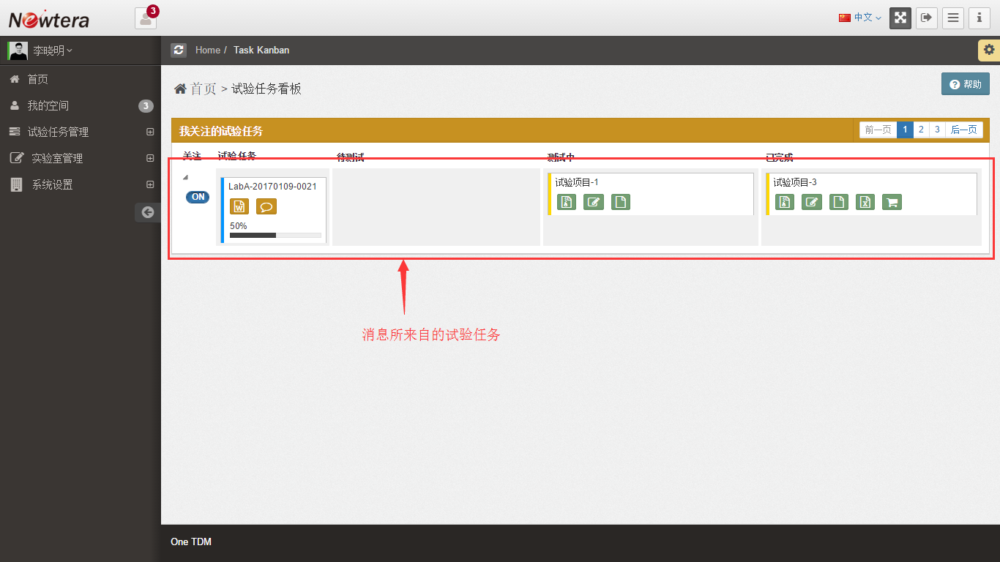 Newtera
3
中文
李晓明
Home / Task Kanban
首页
我的空间
3
试验任务管理
实验室管理
系统设置
首页 > 试验任务看板
帮助
我关注的试验任务
前一页 1 2 3 后一页
关注 试验任务 待测试 测试中 已完成
ON
LabA-20170109-0021
50%
试验项目-1
试验项目-3
消息所来自的试验任务
One TDM